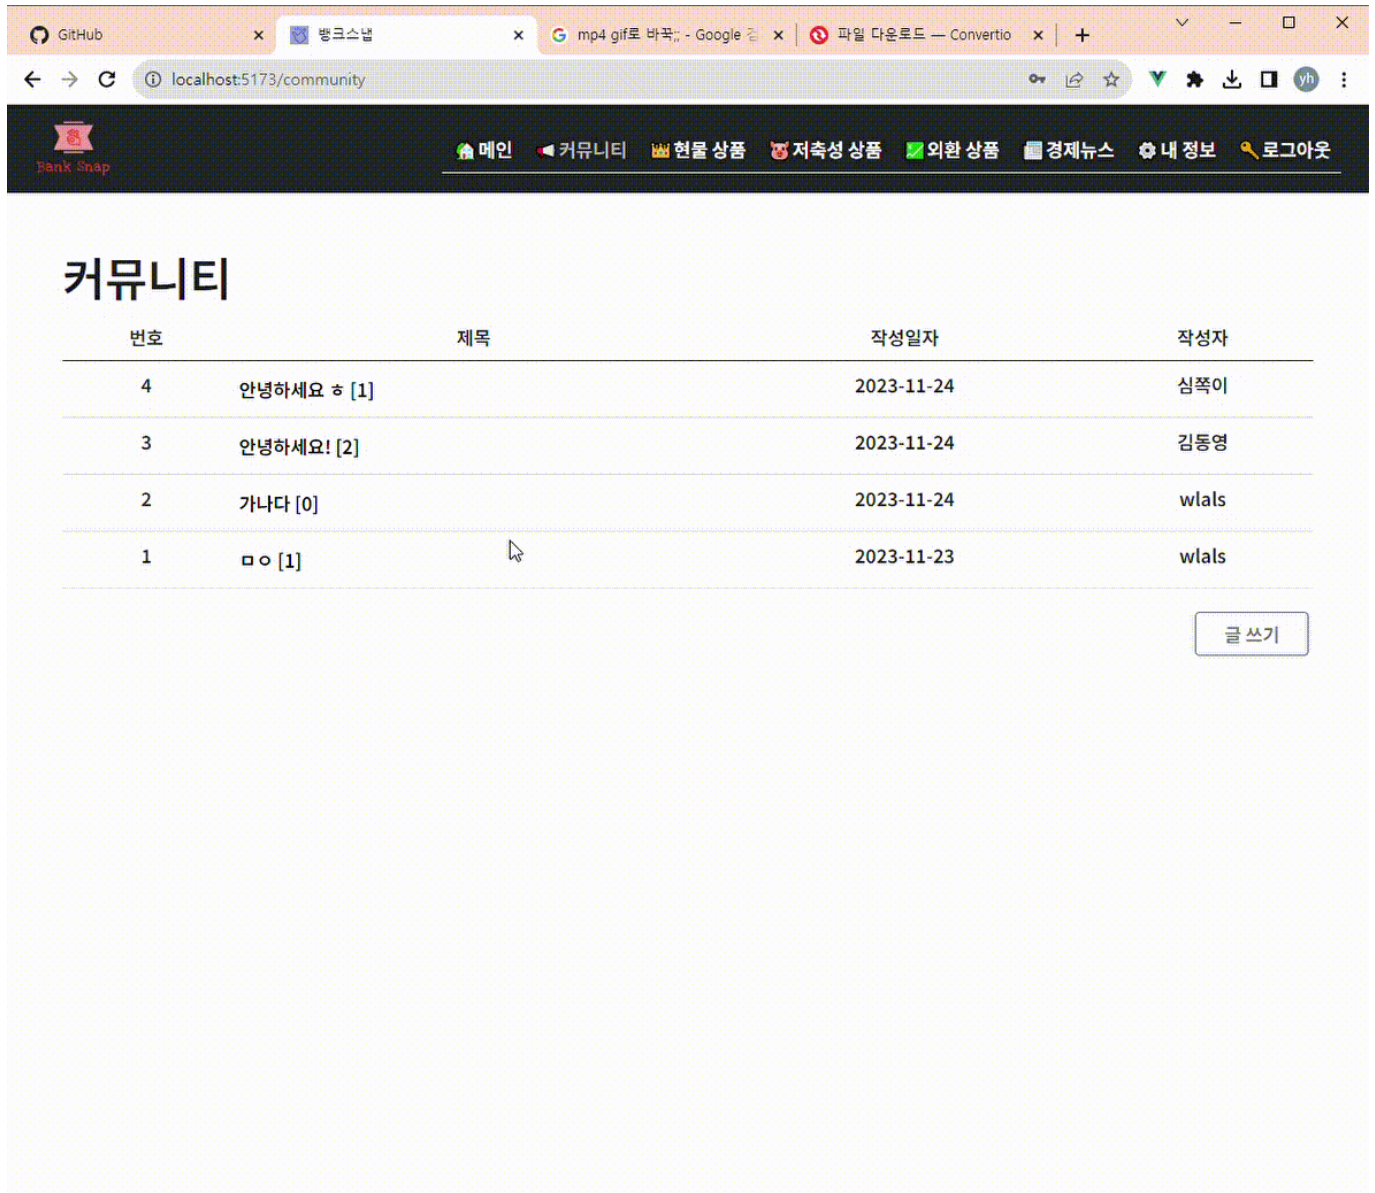 GitHub 뱅크스냅 mp4 gif로 바꾹;; - Google 파일 다운로드 — Convertio
localhost:5173/community yh
Bank Snap
메인 커뮤니티 현물 상품 저축성 상품 외환 상품 경제뉴스 내 정보 로그아웃
커뮤니티
번호 제목 작성일자 작성자
4 안녕하세요 ㅎ [1] 2023-11-24 심쪽이
3 안녕하세요! [2] 2023-11-24 김동영
2 가나다 [0] 2023-11-24 wlals
1 ㅁㅇ [1] 2023-11-23 wlals
글 쓰기